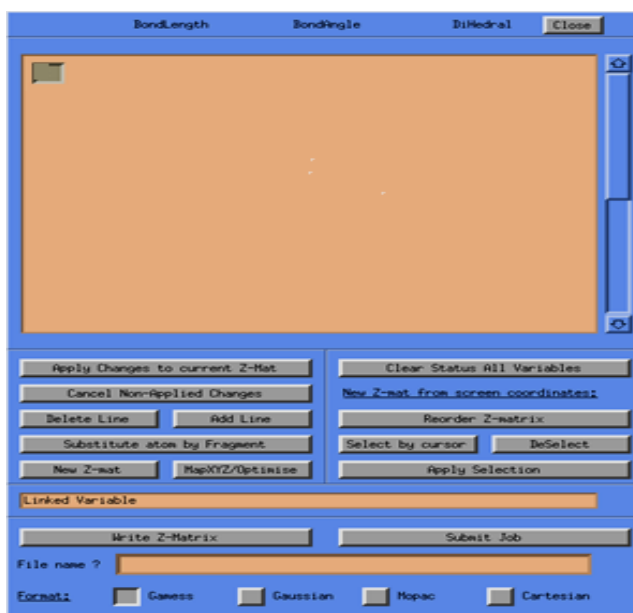 BondLength BondAngle DiHedral Close
Apply Changes to current Z-Mat Clear Status All Variables
Cancel Non-Applied Changes New Z-mat from screen coordinates:
Delete Line Add Line Reorder Z-matrix
Substitute atom by Fragment Select by cursor DeSelect
New Z-mat MapXYZ/Optimise Apply Selection
Linked Variable
Write Z-Matrix Submit Job
File name ?
Format: Gamess Gaussian Mopac Cartesian